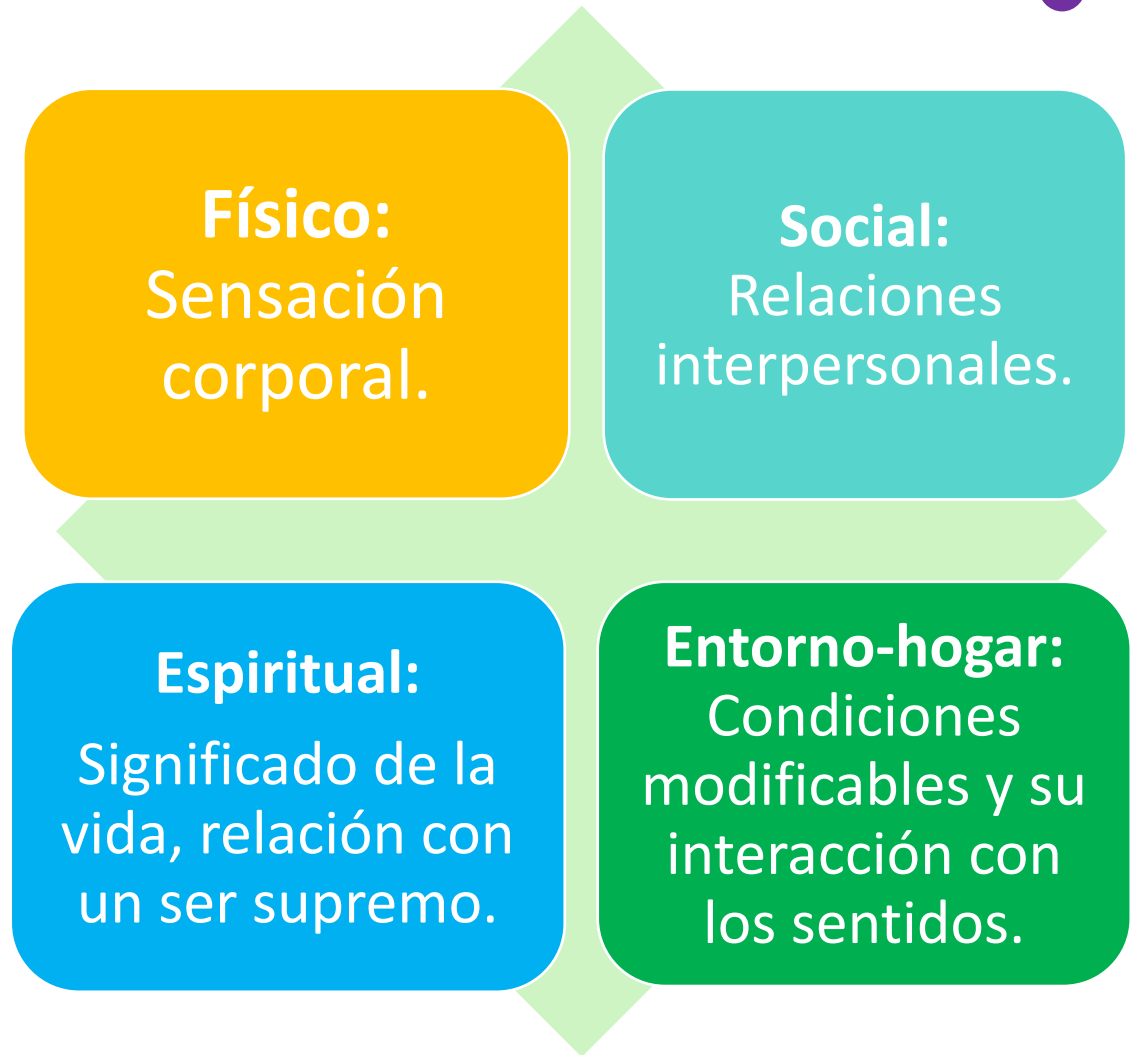 Físico:
Sensación
corporal.
Social:
Relaciones
interpersonales.
Espiritual:
Significado de la
vida, relación con
un ser supremo.
Entorno-hogar:
Condiciones
modificables y su
interacción con
los sentidos.